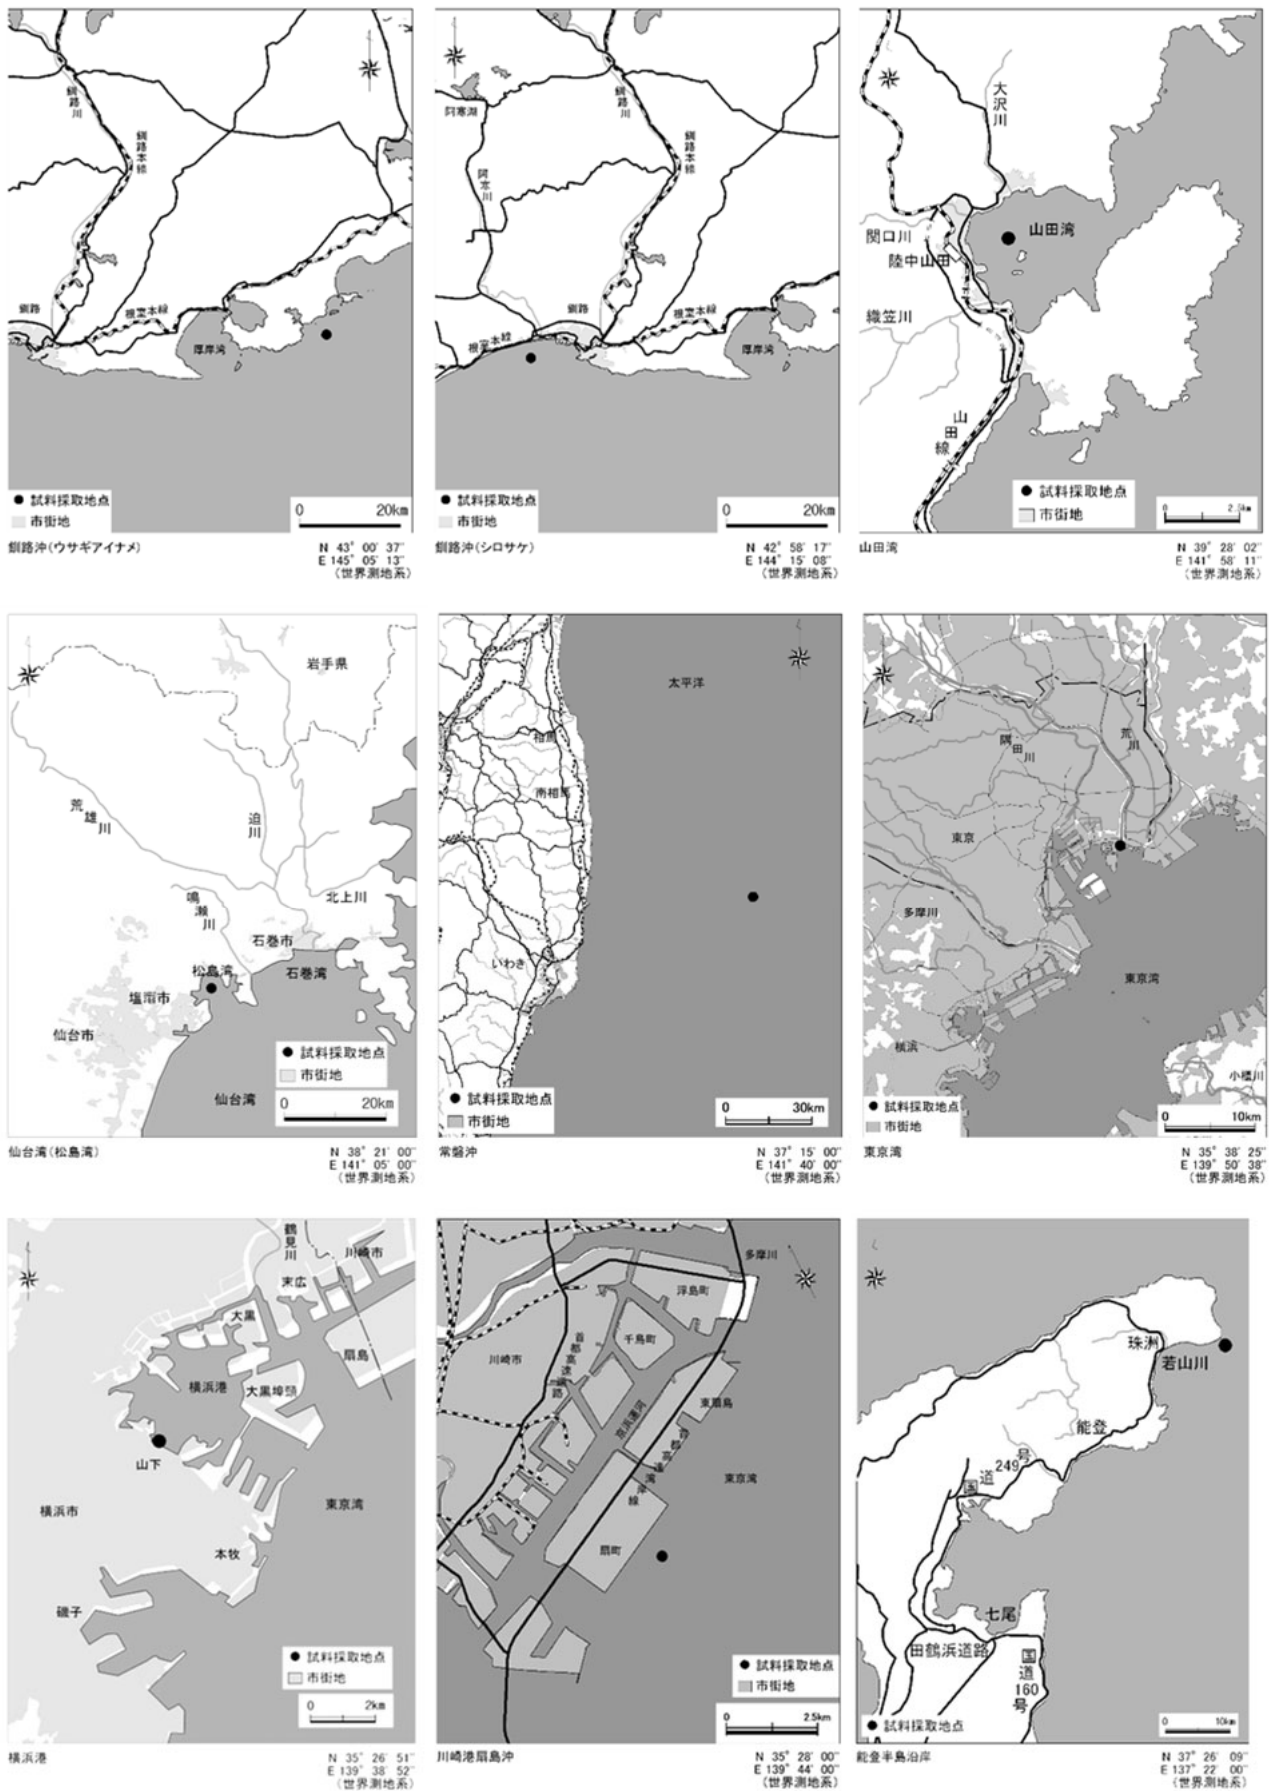 釧路川
釧路本線
釧路
根室本線
厚岸湾
● 試料採取地点
市街地
0 20km
釧路沖(ウサギアイナメ)
N 43° 00′ 37″
E 145° 05′ 13″
(世界測地系)
阿寒湖
釧路川
釧路本線
阿寒川
釧路
根室本線
根室本線
厚岸湾
● 試料採取地点
市街地
0 20km
釧路沖(シロサケ)
N 42° 58′ 17″
E 144° 15′ 08″
(世界測地系)
大沢川
山田湾
関口川
陸中山田
織笠川
山田線
● 試料採取地点
市街地
0 2.5km
山田湾
N 39° 28′ 02″
E 141° 58′ 11″
(世界測地系)
岩手県
荒雄川
迫川
鳴瀬川
北上川
石巻市
松島湾
石巻湾
塩竈市
仙台市
仙台湾
● 試料採取地点
市街地
0 20km
仙台湾(松島湾)
N 38° 21′ 00″
E 141° 05′ 00″
(世界測地系)
太平洋
相馬
南相馬
いわき
● 試料採取地点
市街地
0 30km
常磐沖
N 37° 15′ 00″
E 141° 40′ 00″
(世界測地系)
隅田川
荒川
東京
多摩川
東京湾
横浜
小櫃川
● 試料採取地点
市街地
0 10km
東京湾
N 35° 38′ 25″
E 139° 50′ 38″
(世界測地系)
鶴見川
川崎市
末広
大黒
扇島
横浜港
大黒埠頭
山下
東京湾
横浜市
本牧
磯子
● 試料採取地点
市街地
0 2km
横浜港
N 35° 26′ 51″
E 139° 38′ 52″
(世界測地系)
多摩川
浮島町
千鳥町
川崎市
首都高速道路
京浜運河
東扇島
首都高速湾岸線
東京湾
扇町
● 試料採取地点
市街地
0 2.5km
川崎港扇島沖
N 35° 28′ 00″
E 139° 44′ 00″
(世界測地系)
珠洲
若山川
能登
国道249号
七尾
田鶴浜道路
国道160号
● 試料採取地点
0 10km
能登半島沿岸
N 37° 26′ 09″
E 137° 22′ 00″
(世界測地系)